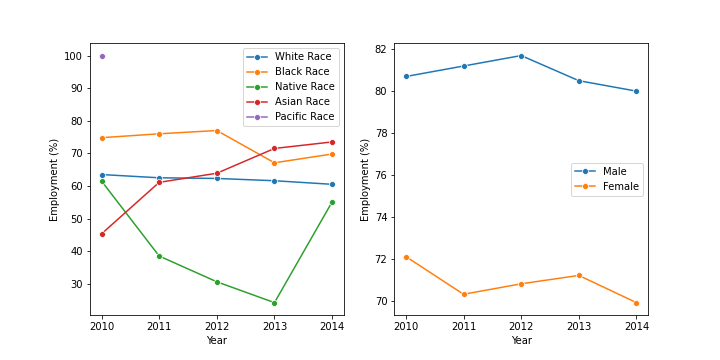 100
90
80
70
60
50
40
30
Employment (%)
2010 2011 2012 2013 2014
Year
White Race
Black Race
Native Race
Asian Race
Pacific Race
82
80
78
76
74
72
70
Employment (%)
2010 2011 2012 2013 2014
Year
Male
Female